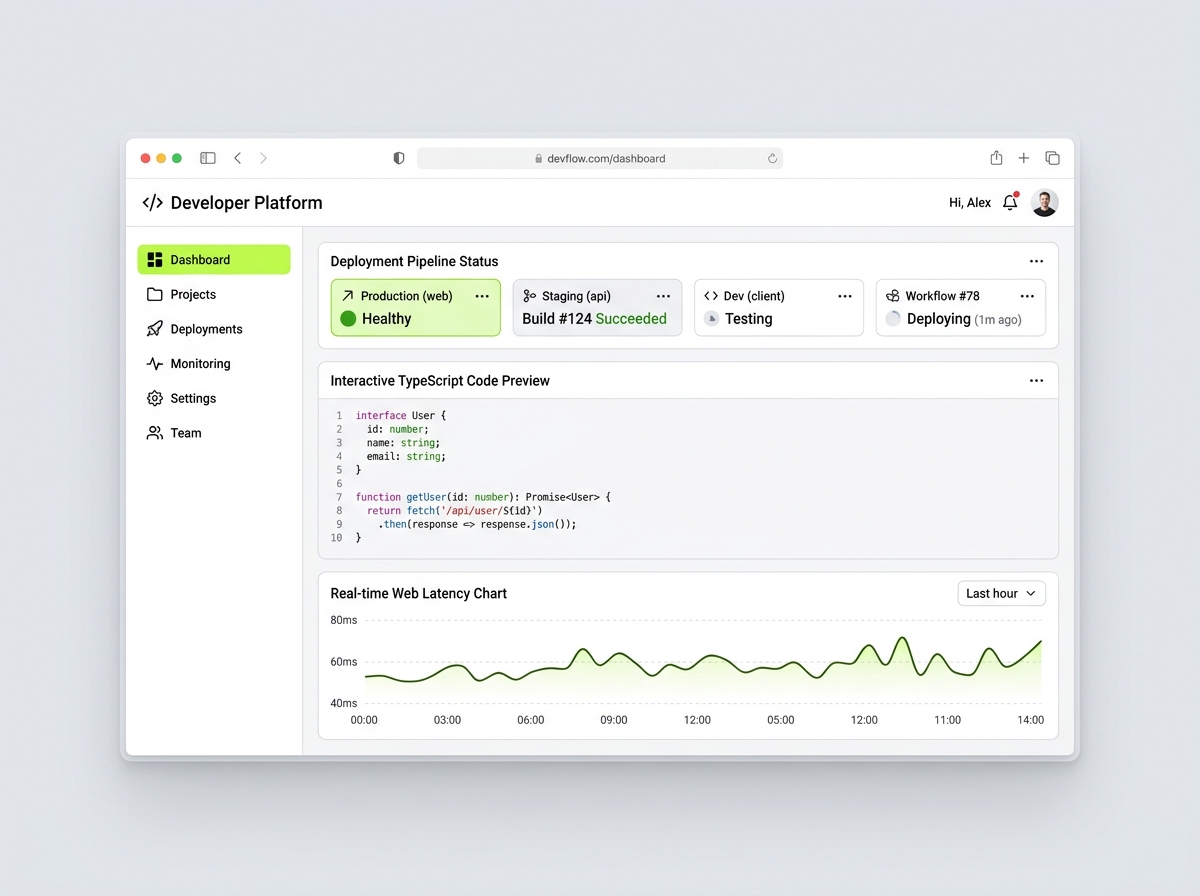 devflow.com/dashboard
</> Developer Platform
Hi, Alex
Dashboard
Projects
Deployments
Monitoring
Settings
Team
Deployment Pipeline Status
Production (web)
Healthy
Staging (api)
Build #124 Succeeded
Dev (client)
Testing
Workflow #78
Deploying (1m ago)
Interactive TypeScript Code Preview
1 interface User {
2 id: number;
3 name: string;
4 email: string;
5 }
6
7 function getUser(id: number): Promise<User> {
8 return fetch('/api/user/${id}')
9 .then(response => response.json());
10 }
Real-time Web Latency Chart
Last hour
80ms
60ms
40ms
00:00 03:00 06:00 09:00 12:00 05:00 12:00 11:00 14:00